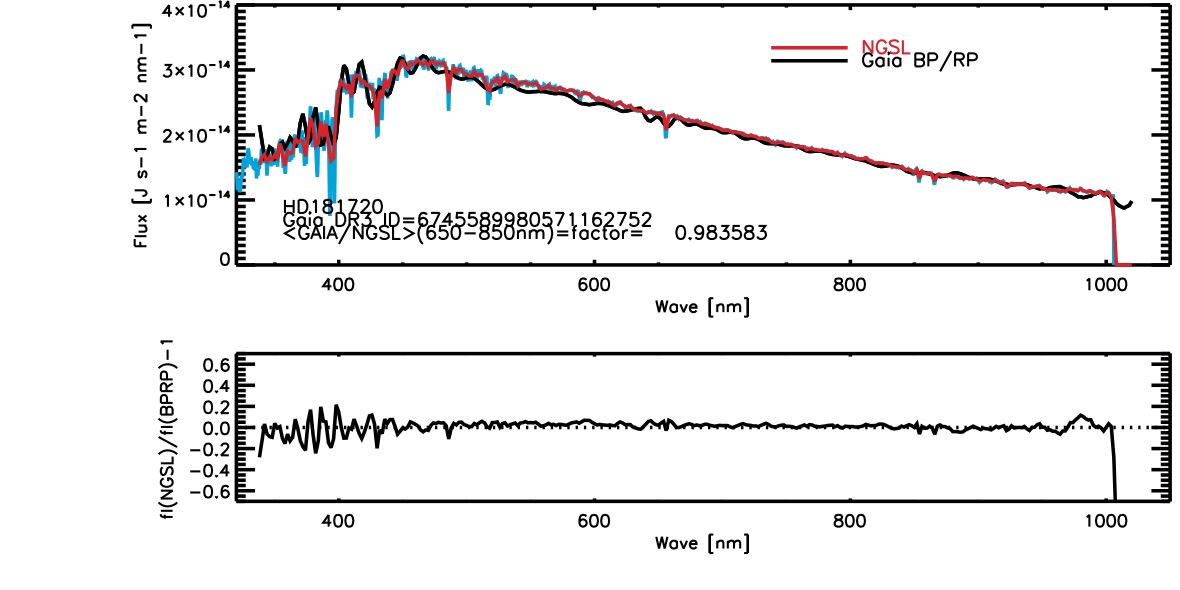 4×10⁻¹⁴
3×10⁻¹⁴
2×10⁻¹⁴
1×10⁻¹⁴
0
Flux [J s−1 m−2 nm−1]
NGSL
Gaia BP/RP
HD181720
Gaia DR3 ID=6745589980571162752
<GAIA/NGSL>(650−850nm)=factor= 0.983583
400 600 800 1000
Wave [nm]
0.6
0.4
0.2
0.0
−0.2
−0.4
−0.6
fl(NGSL)/fl(BPRP)−1
400 600 800 1000
Wave [nm]